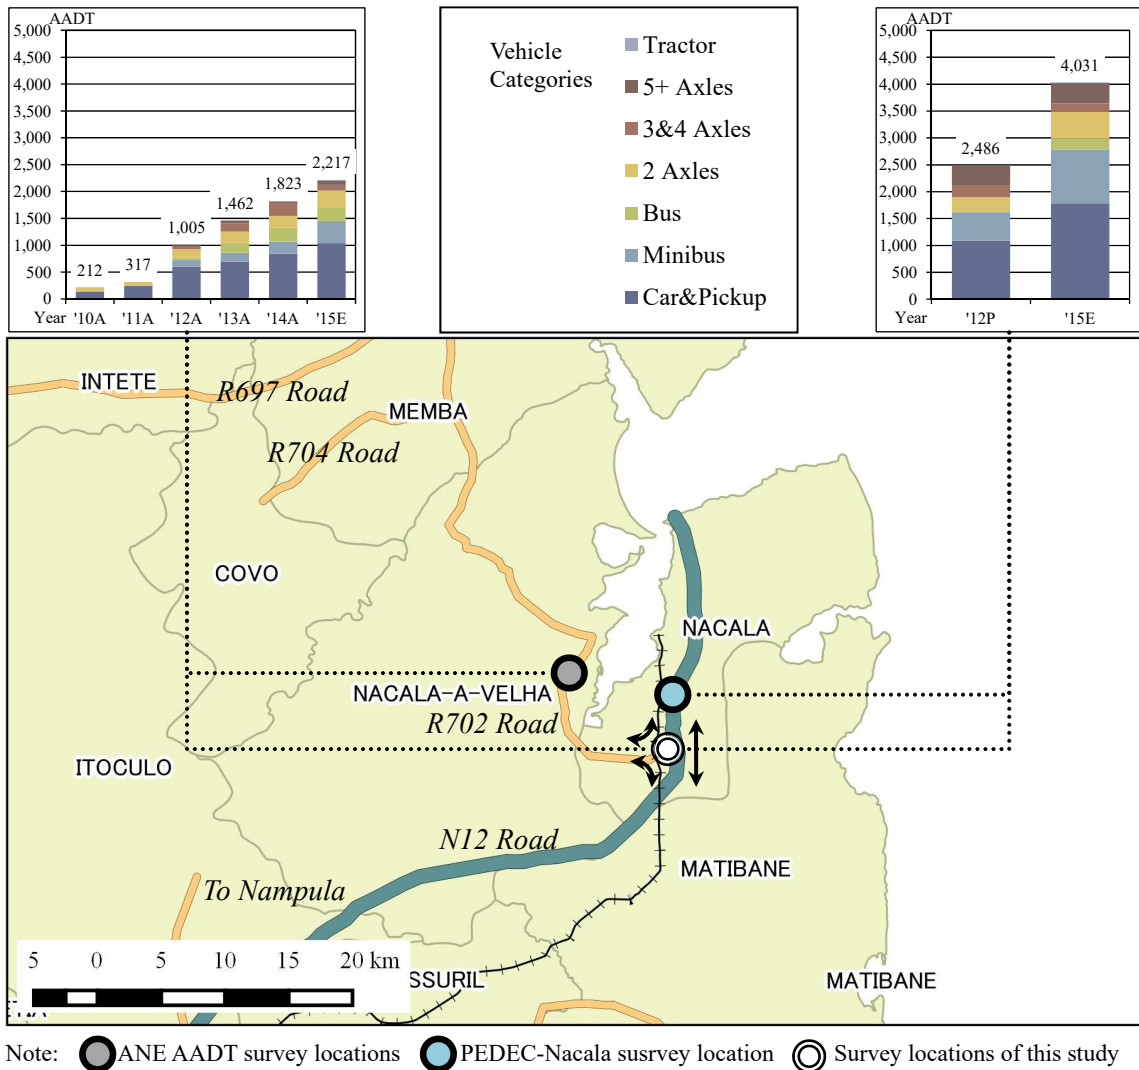 AADT
5,000
4,500
4,000
3,500
3,000
2,500
2,000
1,500
1,000
500
0
212
317
1,005
1,462
1,823
2,217
Year '10A '11A '12A '13A '14A '15E
Vehicle
Categories
Tractor
5+ Axles
3&4 Axles
2 Axles
Bus
Minibus
Car&Pickup
AADT
5,000
4,500
4,000
3,500
3,000
2,500
2,000
1,500
1,000
500
0
2,486
4,031
Year '12P '15E
INTETE
R697 Road
MEMBA
R704 Road
COVO
NACALA
NACALA-A-VELHA
R702 Road
ITOCULO
N12 Road
MATIBANE
To Nampula
SSURIL
MATIBANE
5 0 5 10 15 20 km
Note: ANE AADT survey locations PEDEC-Nacala susrvey location Survey locations of this study